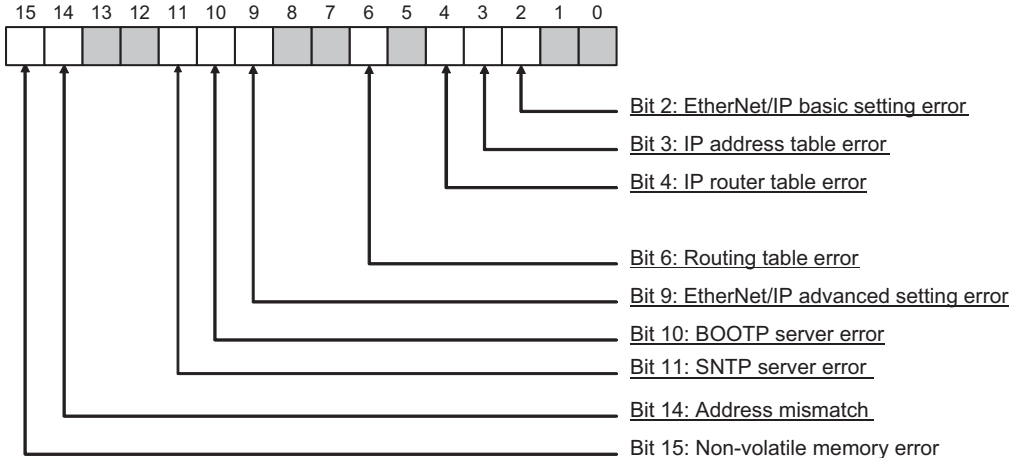 15 14 13 12 11 10 9 8 7 6 5 4 3 2 1 0
Bit 2: EtherNet/IP basic setting error
Bit 3: IP address table error
Bit 4: IP router table error
Bit 6: Routing table error
Bit 9: EtherNet/IP advanced setting error
Bit 10: BOOTP server error
Bit 11: SNTP server error
Bit 14: Address mismatch
Bit 15: Non-volatile memory error